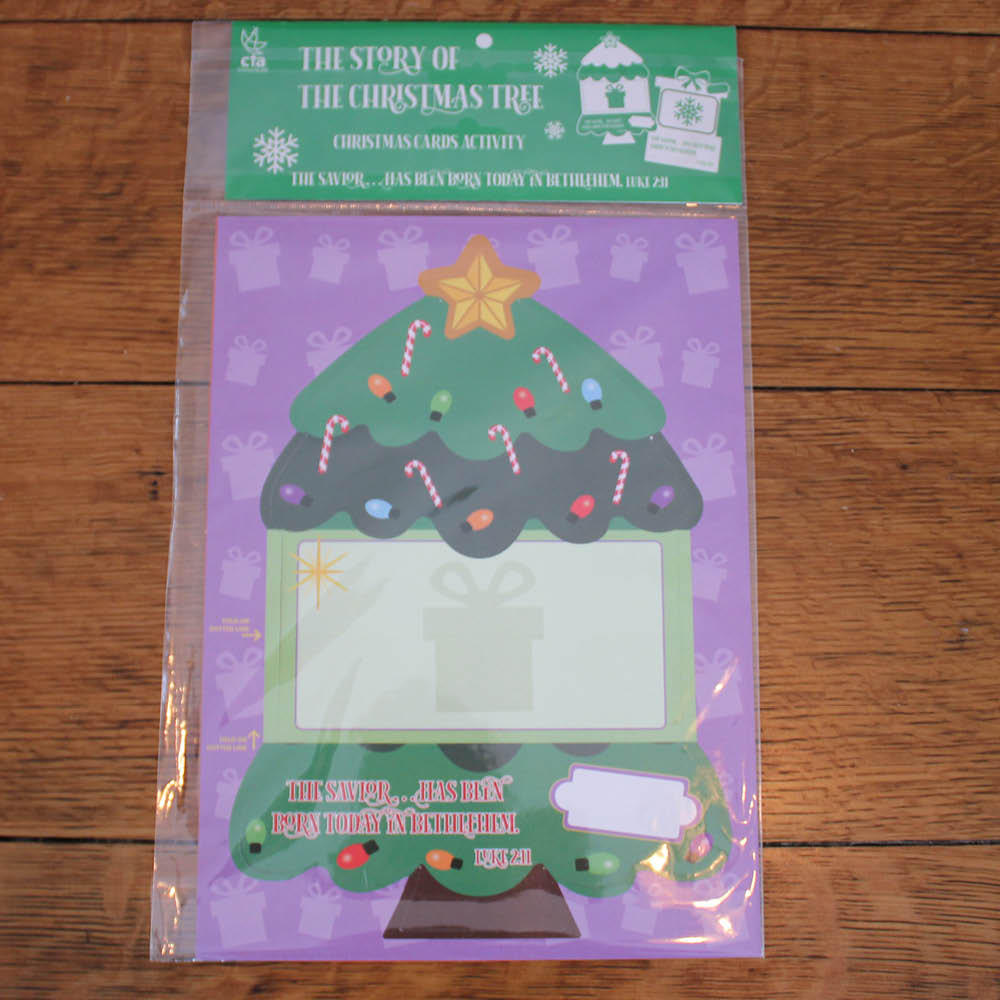 cfa
THE STORY OF
THE CHRISTMAS TREE
CHRISTMAS CARDS ACTIVITY
THE SAVIOR...HAS BEEN BORN TODAY IN BETHLEHEM. LUKE 2:11
FOLD ON
DOTTED LINE
FOLD ON
DOTTED LINE
THE SAVIOR...HAS BEEN
BORN TODAY IN BETHLEHEM.
LUKE 2:11